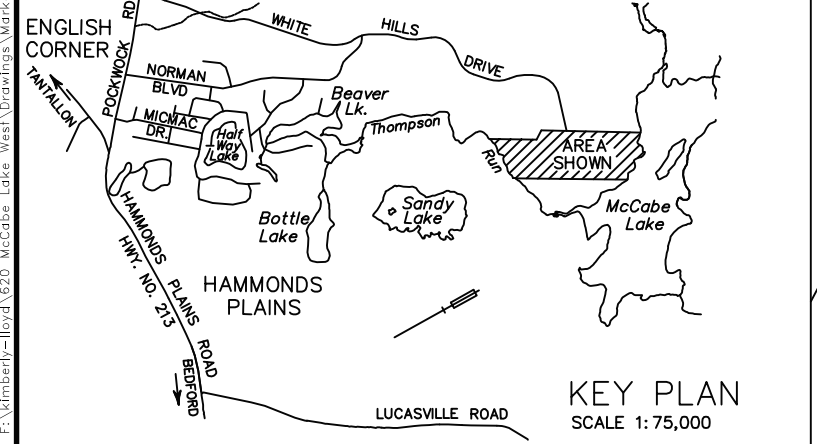 F:\kimberly-lloyd\620 McCabe Lake West\Drawings\Mark
ENGLISH
CORNER
POCKWOCK RD
TANTALLON
WHITE HILLS DRIVE
NORMAN
BLVD
MICMAC
DR.
Half
Way
Lake
Beaver
Lk.
Thompson
Run
AREA
SHOWN
Bottle
Lake
Sandy
Lake
McCabe
Lake
HAMMONDS PLAINS ROAD
HWY. NO. 213
HAMMONDS
PLAINS
BEDFORD
LUCASVILLE ROAD
KEY PLAN
SCALE 1:75,000